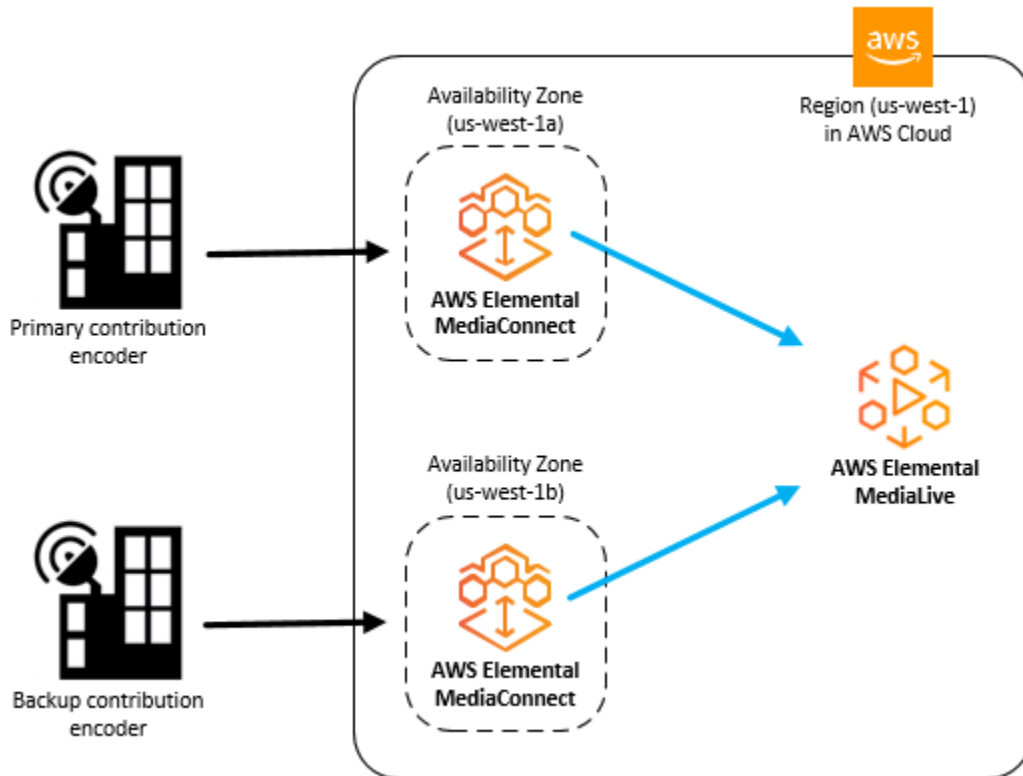 aws
Region (us-west-1)
in AWS Cloud
Availability Zone
(us-west-1a)
AWS Elemental
MediaConnect
Primary contribution
encoder
AWS Elemental
MediaLive
Availability Zone
(us-west-1b)
AWS Elemental
MediaConnect
Backup contribution
encoder